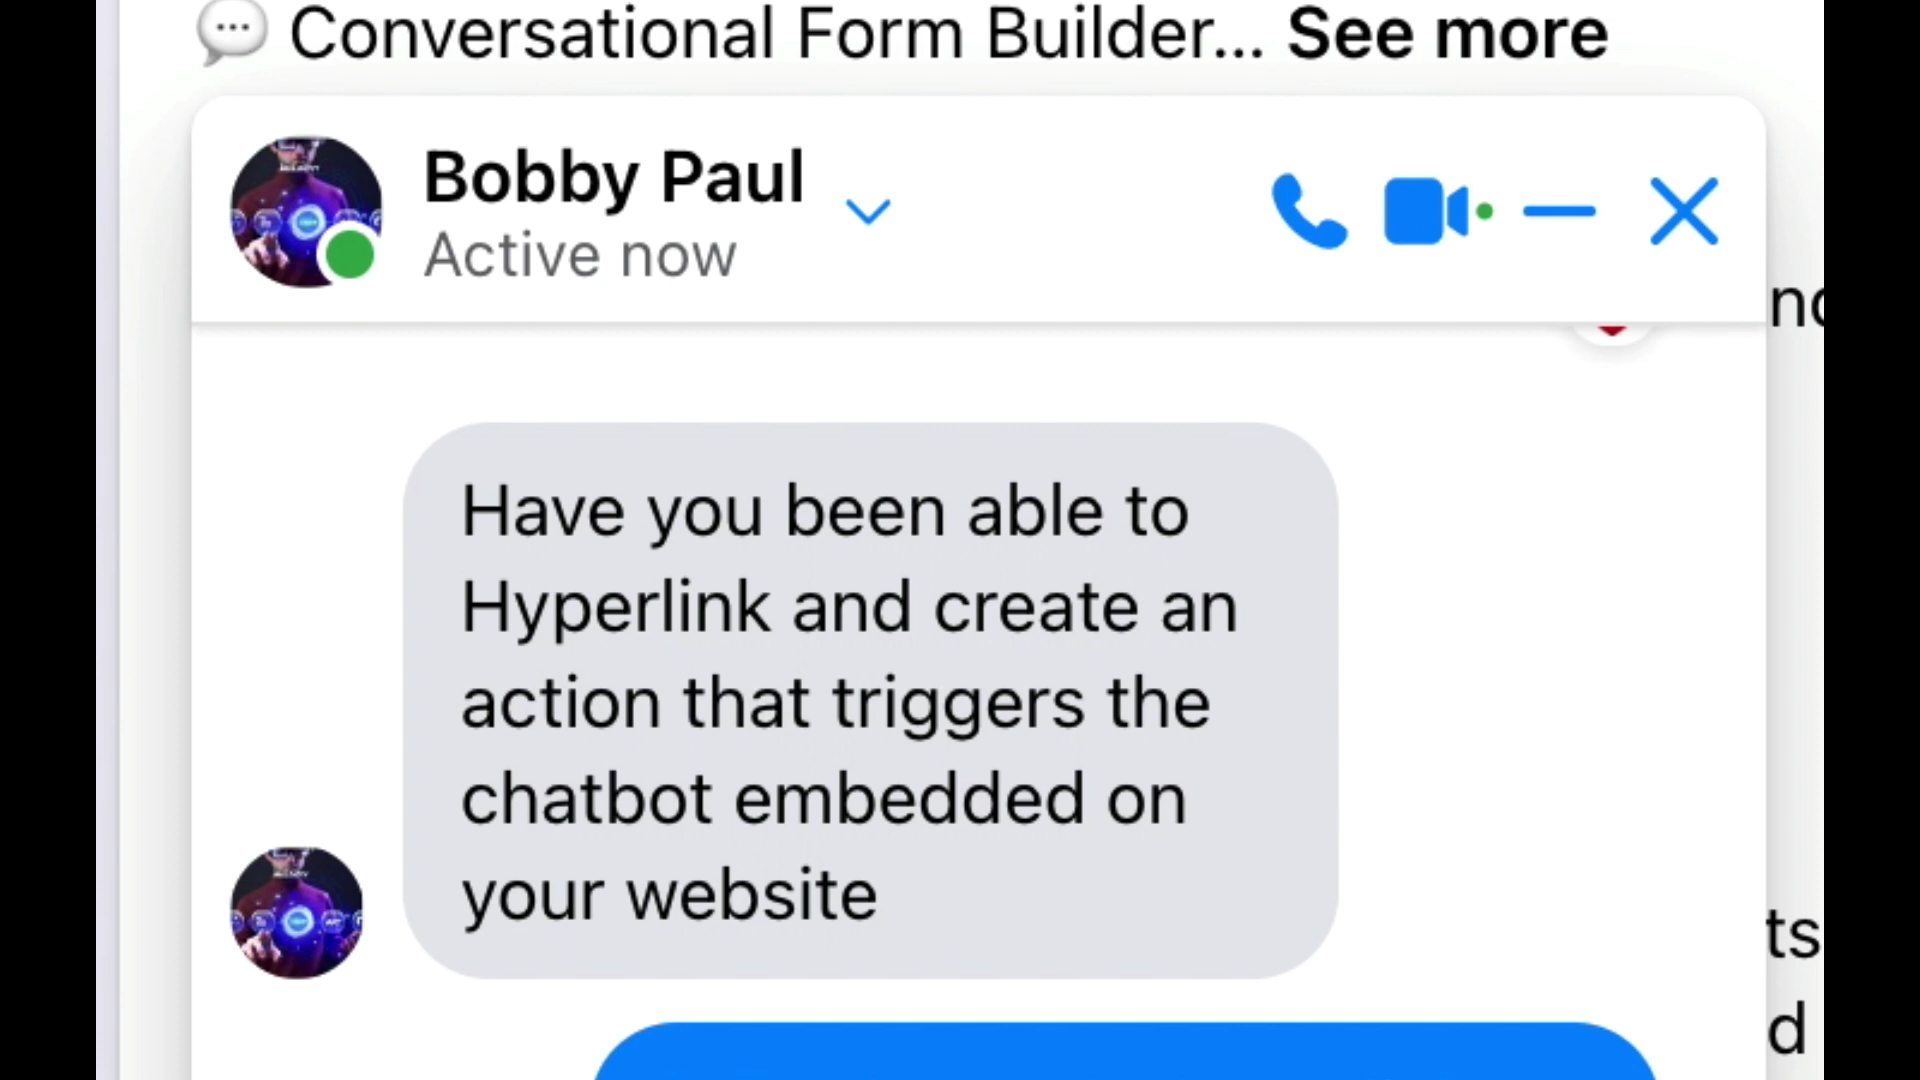 Conversational Form Builder... See more
Bobby Paul
Active now
Have you been able to
Hyperlink and create an
action that triggers the
chatbot embedded on
your website
ts
d